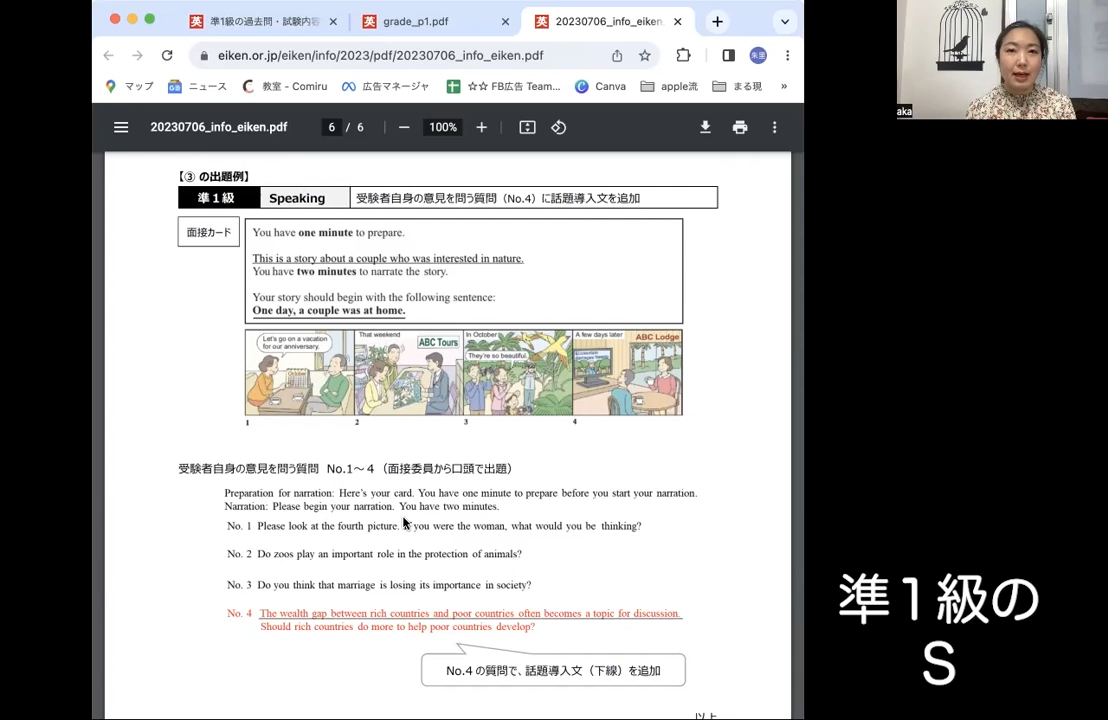 準1級の過去問・試験内容
grade_p1.pdf
20230706_info_eiken.
eiken.or.jp/eiken/info/2023/pdf/20230706_info_eiken.pdf
朱里
マップ
ニュース
教室 - Comiru
広告マネージャ
☆☆ FB広告 Team...
Canva
apple流
まる現
»
20230706_info_eiken.pdf
6 / 6
100%
aka
【③ の出題例】
準1級 Speaking 受験者自身の意見を問う質問（No.4）に話題導入文を追加
面接カード
You have one minute to prepare.
This is a story about a couple who was interested in nature.
You have two minutes to narrate the story.
Your story should begin with the following sentence:
One day, a couple was at home.
Let's go on a vacation
for our anniversary.
October
That weekend
ABC Tours
In October
They're so beautiful.
A few days later
ABC Lodge
1
2
3
4
受験者自身の意見を問う質問 No.1～4（面接委員から口頭で出題）
Preparation for narration: Here's your card. You have one minute to prepare before you start your narration.
Narration: Please begin your narration. You have two minutes.
No. 1 Please look at the fourth picture. If you were the woman, what would you be thinking?
No. 2 Do zoos play an important role in the protection of animals?
No. 3 Do you think that marriage is losing its importance in society?
No. 4 The wealth gap between rich countries and poor countries often becomes a topic for discussion.
Should rich countries do more to help poor countries develop?
No.4 の質問で、話題導入文（下線）を追加
以上
準1級の
S